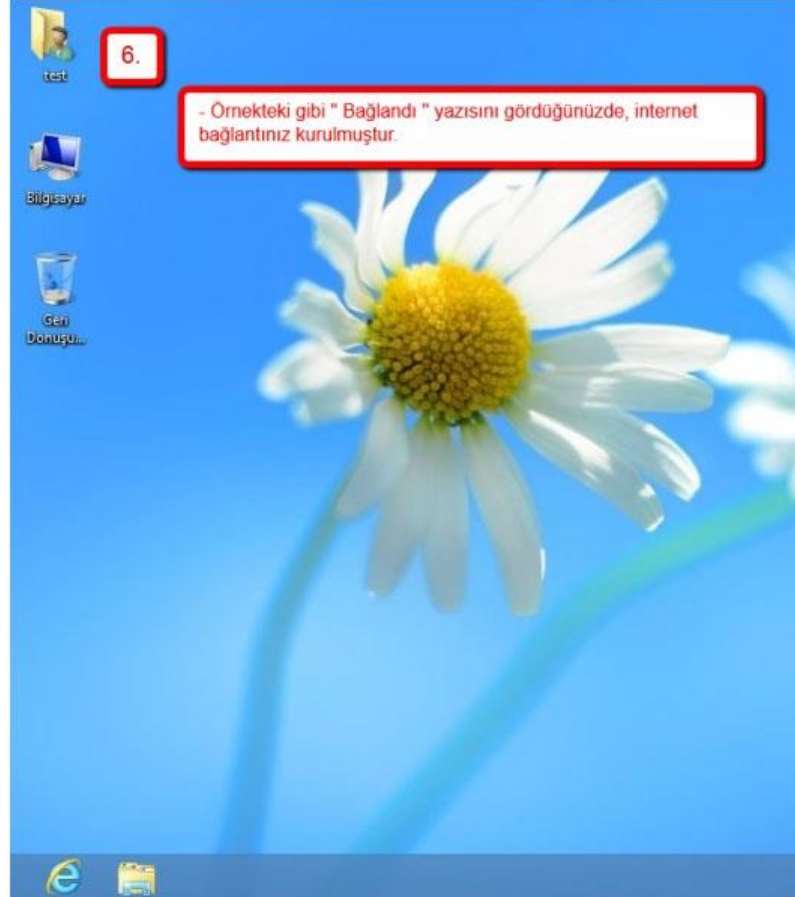 test
6.
- Örnekteki gibi " Bağlandı " yazısını gördüğünüzde, internet
bağlantınız kurulmuştur.
Bilgisayar
Geri
Dönüşü...